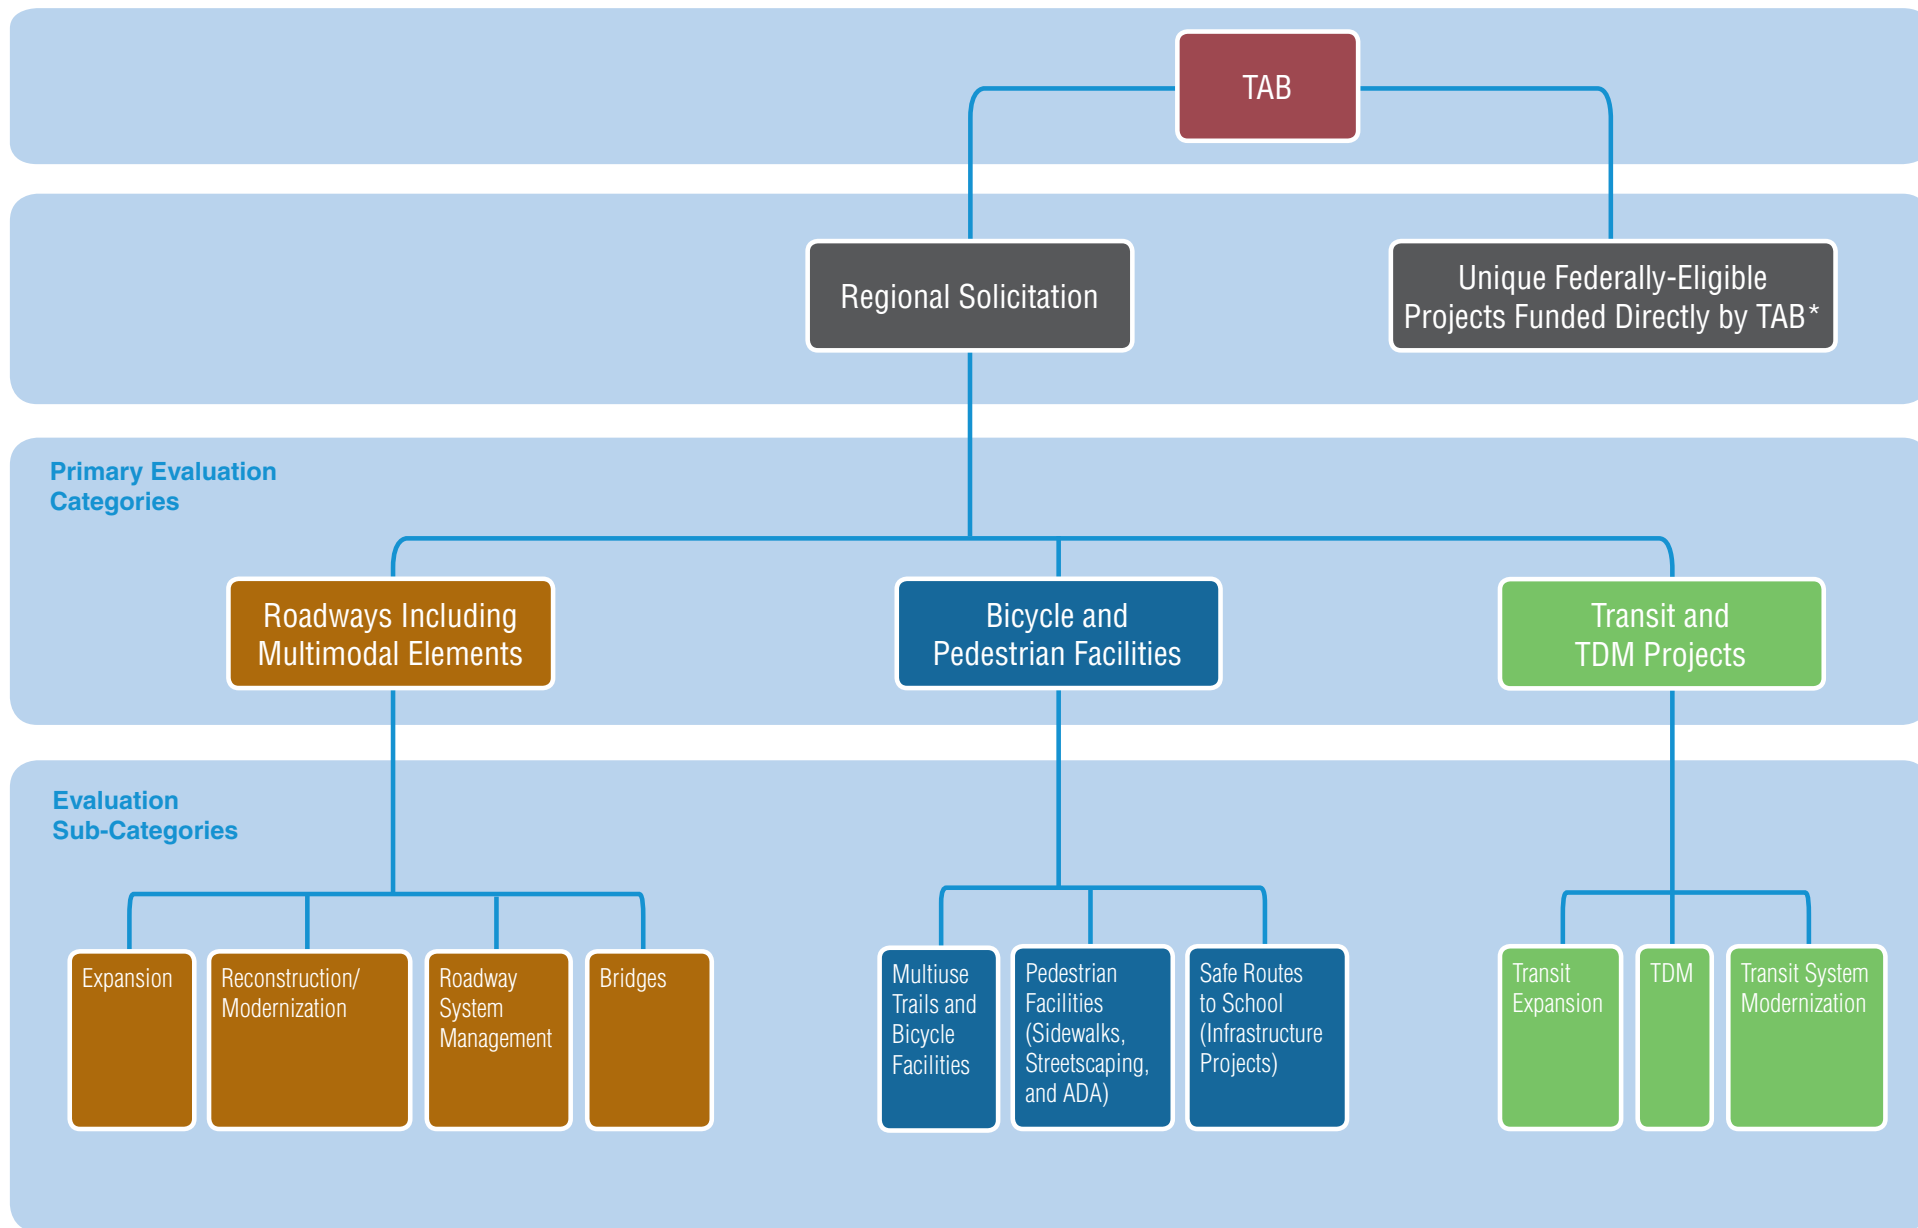 TAB
Regional Solicitation
Unique Federally-Eligible
Projects Funded Directly by TAB*
Primary Evaluation
Categories
Roadways Including
Multimodal Elements
Bicycle and
Pedestrian Facilities
Transit and
TDM Projects
Evaluation
Sub-Categories
Expansion
Reconstruction/
Modernization
Roadway
System
Management
Bridges
Multiuse
Trails and
Bicycle
Facilities
Pedestrian
Facilities
(Sidewalks,
Streetscaping,
and ADA)
Safe Routes
to School
(Infrastructure
Projects)
Transit
Expansion
TDM
Transit System
Modernization